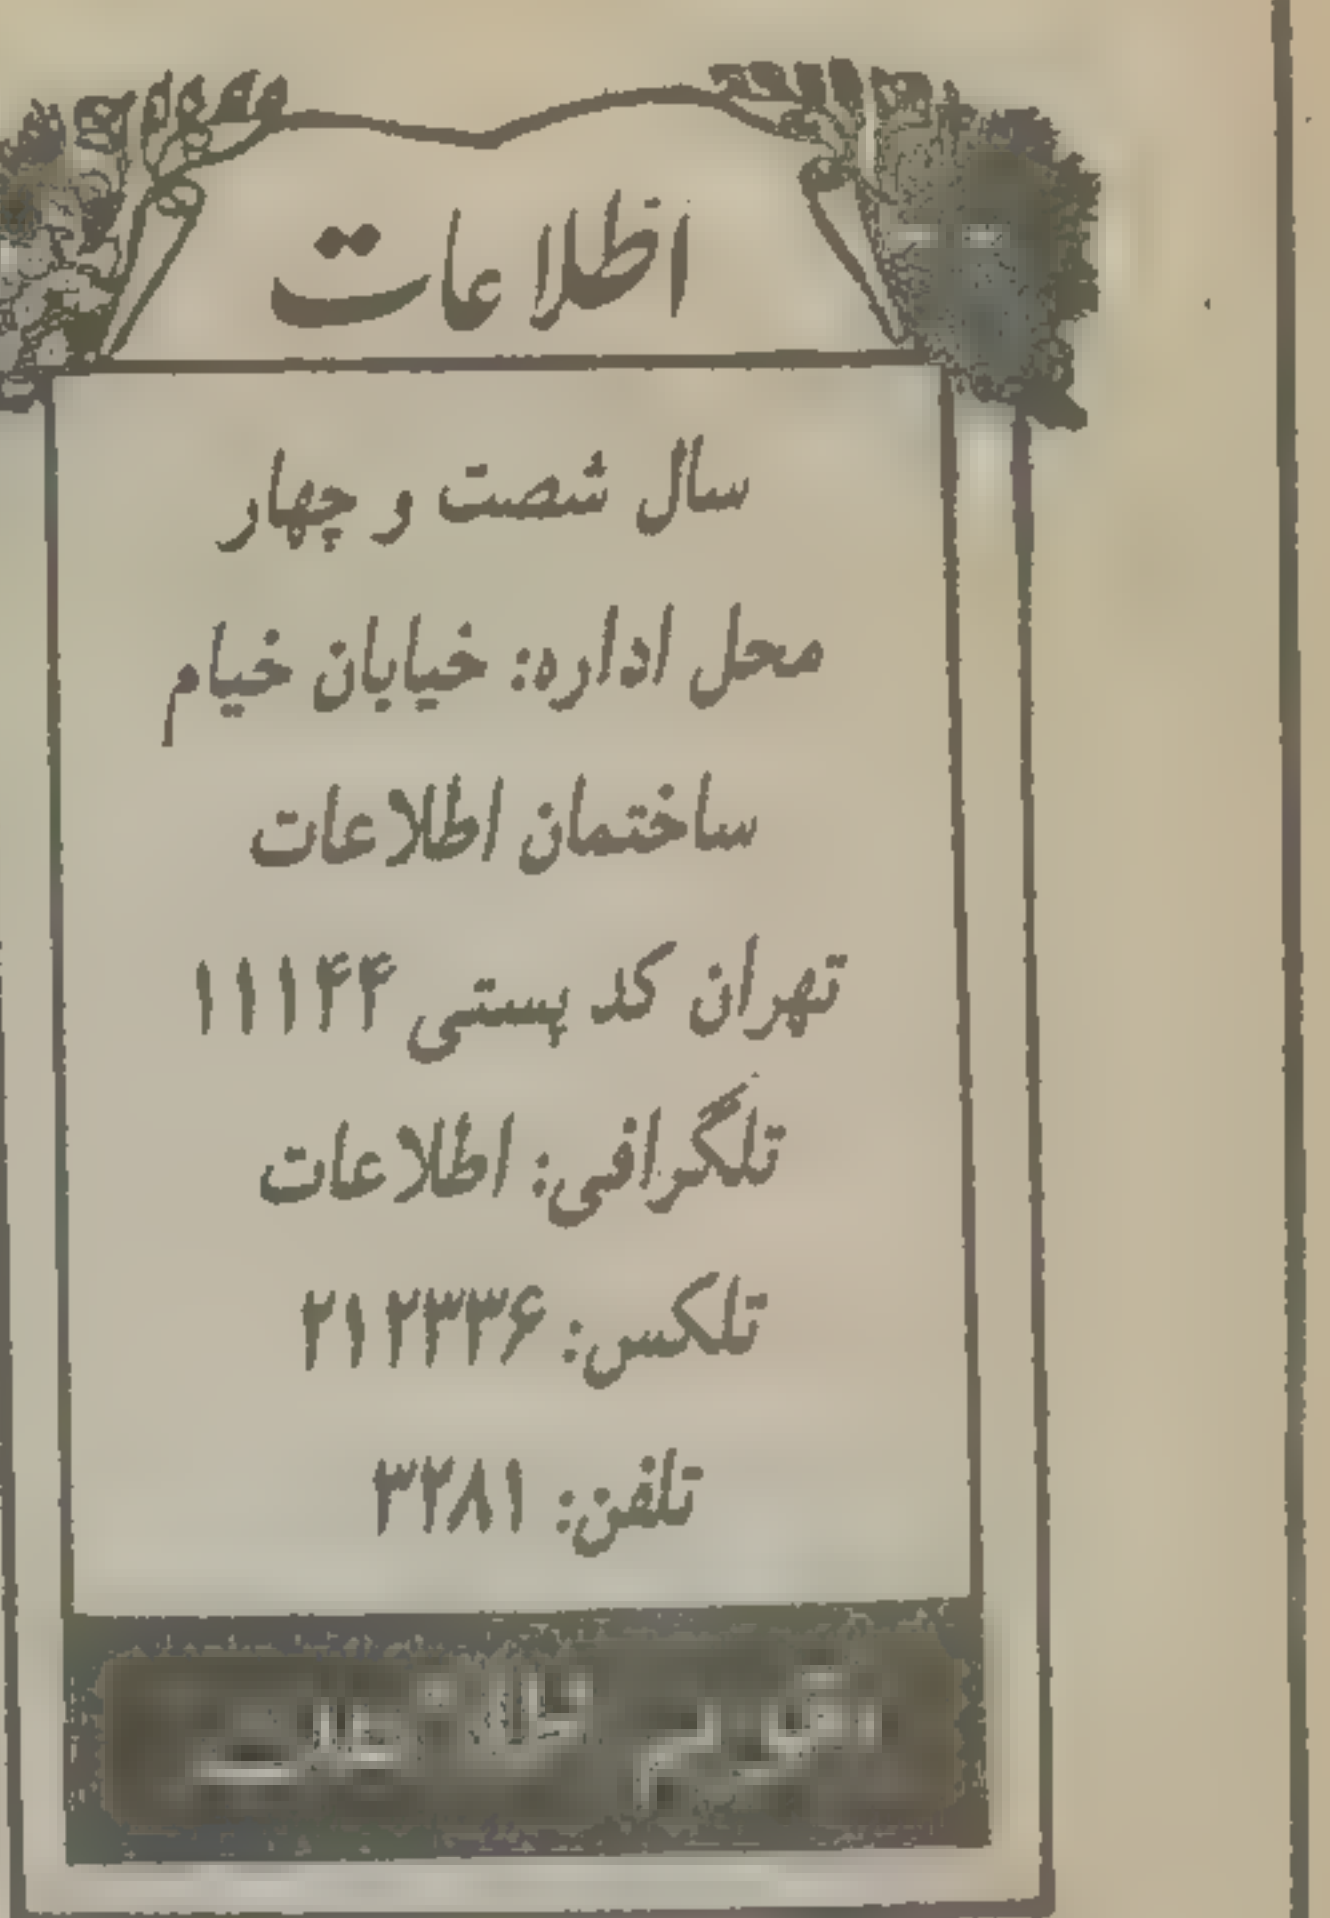 اطلاعات
سال شصت و چهار
محل اداره: خیابان خیام
ساختمان اطلاعات
تهران کد پستی ۱۱۱۴۴
تلگرافی: اطلاعات
تلکس: ۲۱۲۳۳۶
تلفن: ۳۲۸۱